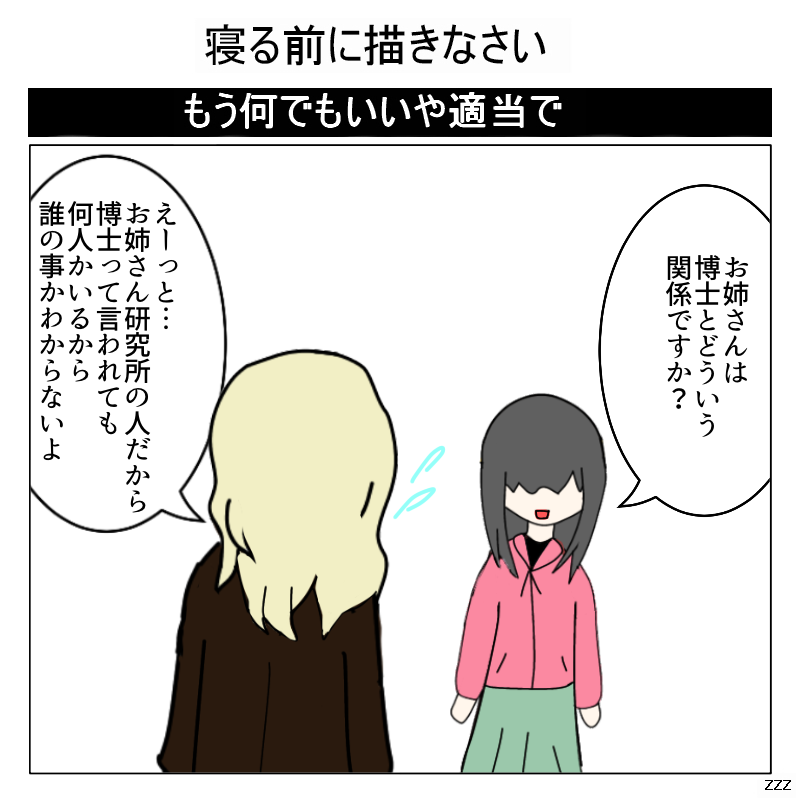 寝る前に描きなさい
もう何でもいいや適当で
お姉さんは
博士とどういう
関係ですか？
えーっと…
お姉さん研究所の人だから
博士って言われても
何人かいるから
誰の事かわからないよ
zzz